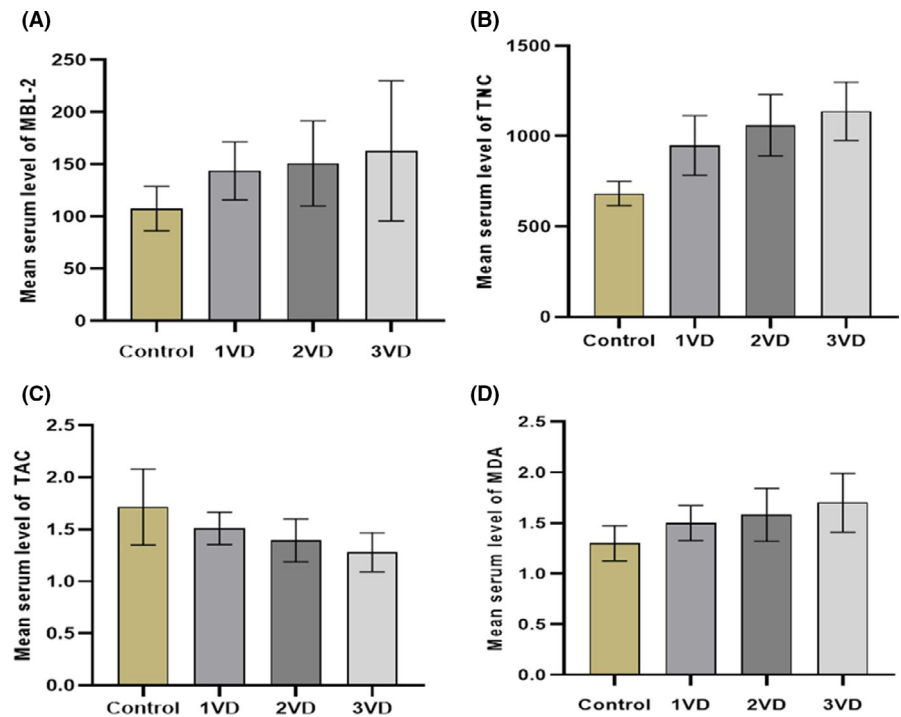 (A)
Mean serum level of MBL-2
250
200
150
100
50
0
Control 1VD 2VD 3VD
(B)
Mean serum level of TNC
1500
1000
500
0
Control 1VD 2VD 3VD
(C)
Mean serum level of TAC
2.5
2.0
1.5
1.0
0.5
0.0
Control 1VD 2VD 3VD
(D)
Mean serum level of MDA
2.5
2.0
1.5
1.0
0.5
0.0
Control 1VD 2VD 3VD